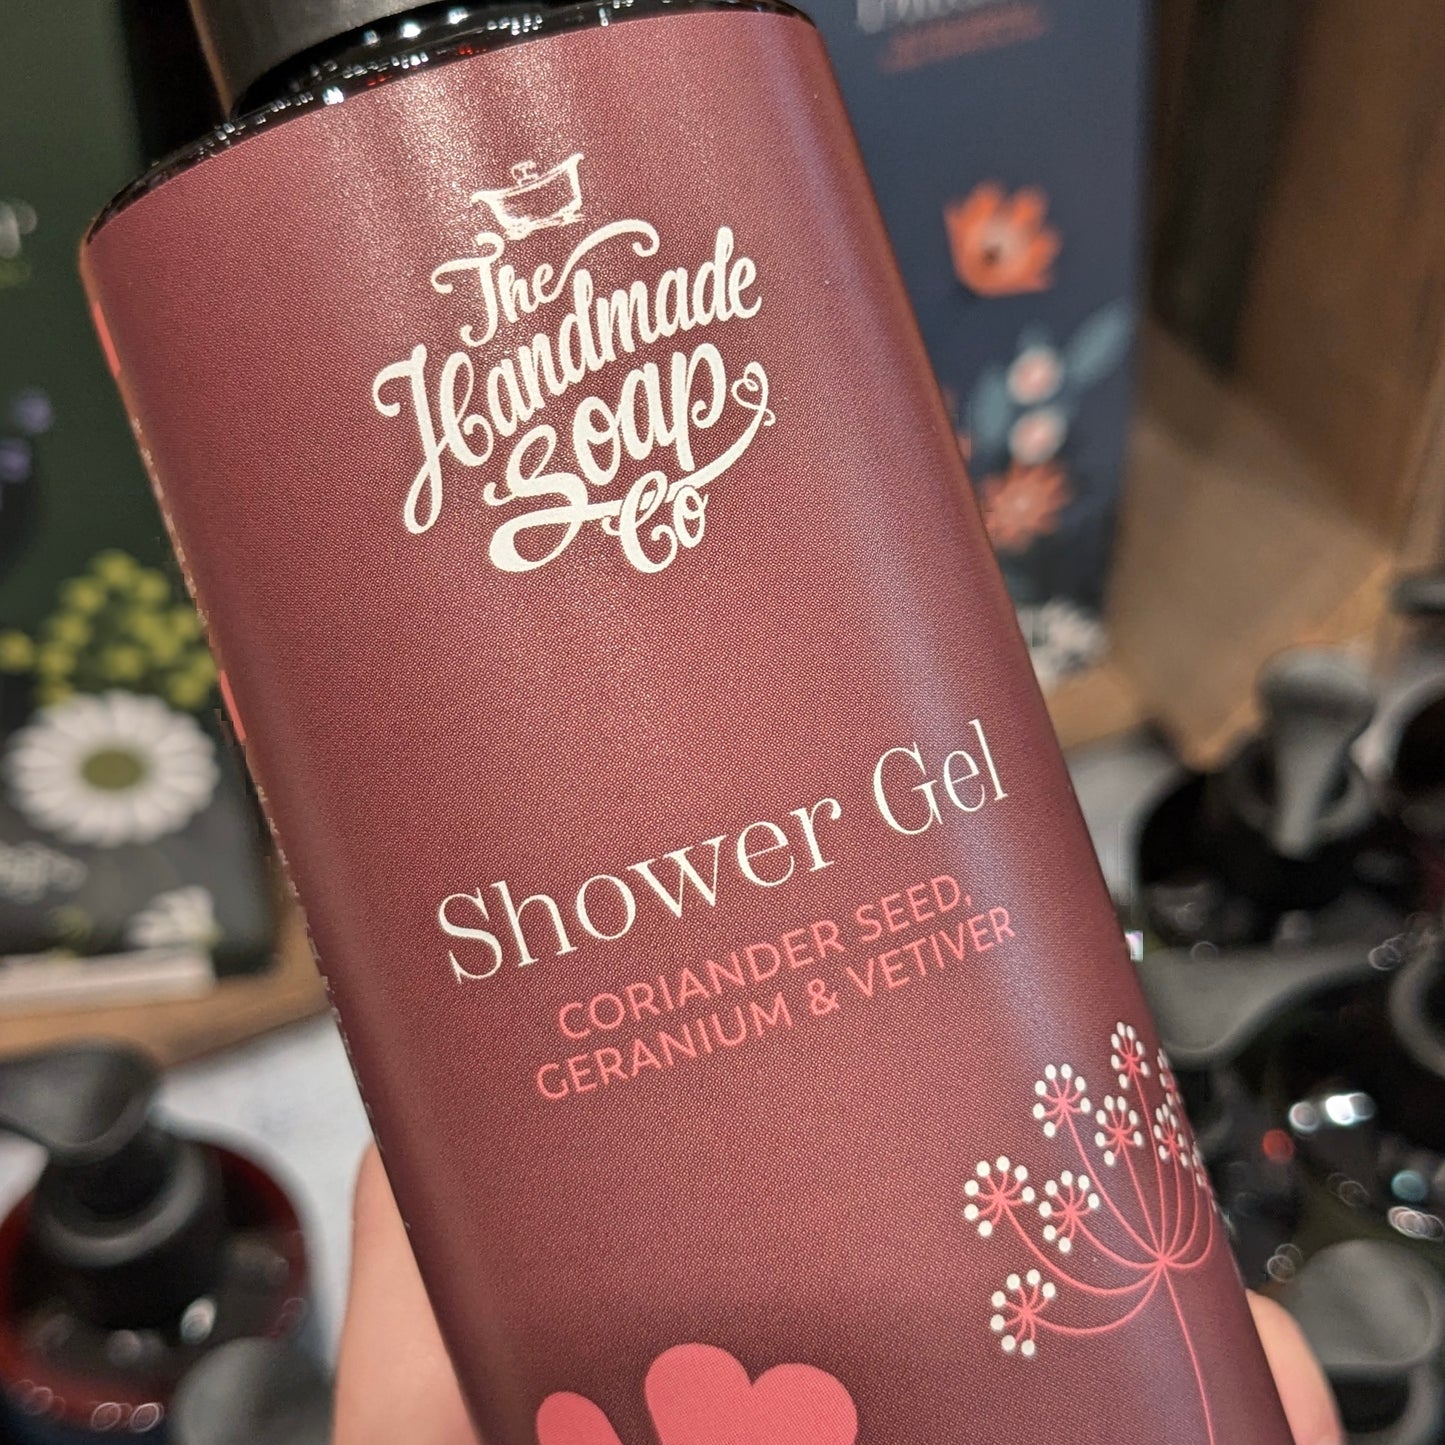 The
Handmade
Soap
Co
Shower Gel
CORIANDER SEED,
GERANIUM & VETIVER